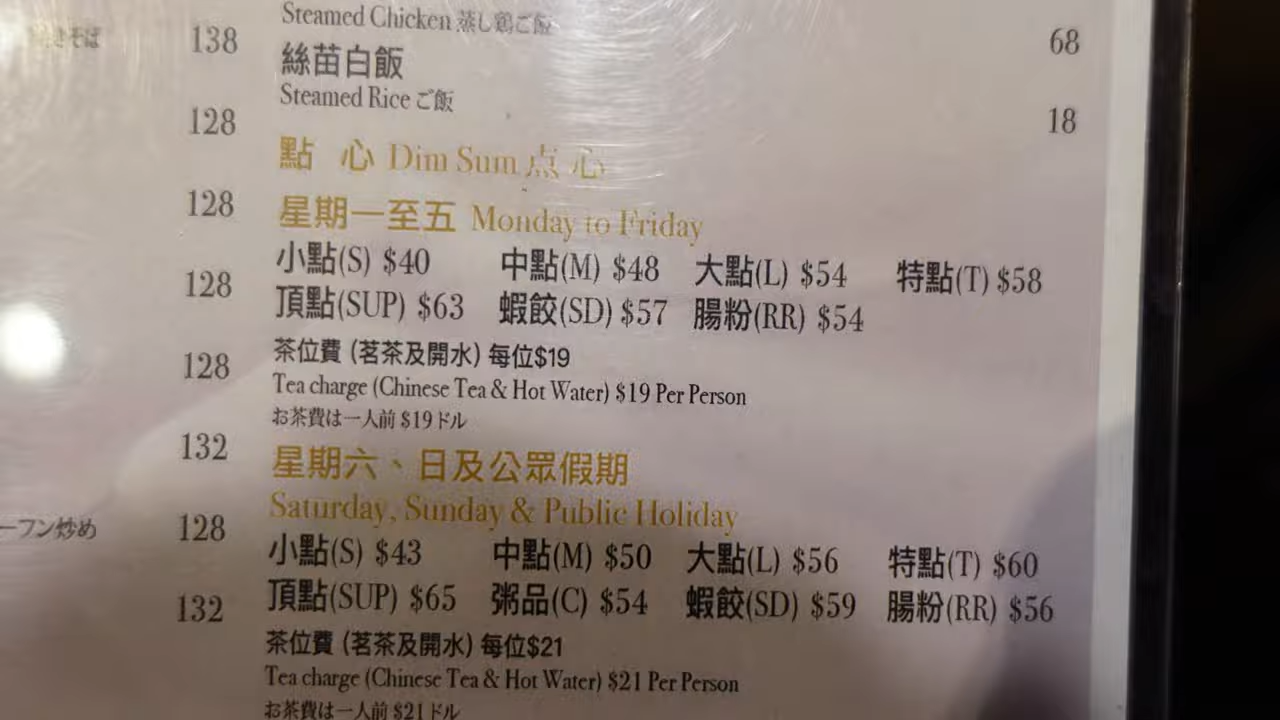 138
128
128
128
128
132
ーフン炒め 128
132
Steamed Chicken 蒸し鶏ご飯 68
絲苗白飯
Steamed Rice ご飯 18
點 心 Dim Sum 点 心
星期一至五 Monday to Friday
小點(S) $40 中點(M) $48 大點(L) $54 特點(T) $58
頂點(SUP) $63 蝦餃(SD) $57 腸粉(RR) $54
茶位費 (茗茶及開水) 每位$19
Tea charge (Chinese Tea & Hot Water) $19 Per Person
お茶費は一人前 $19ドル
星期六、日及公眾假期
Saturday, Sunday & Public Holiday
小點(S) $43 中點(M) $50 大點(L) $56 特點(T) $60
頂點(SUP) $65 粥品(C) $54 蝦餃(SD) $59 腸粉(RR) $56
茶位費 (茗茶及開水) 每位$21
Tea charge (Chinese Tea & Hot Water) $21 Per Person
お茶費は一人前 $21ドル